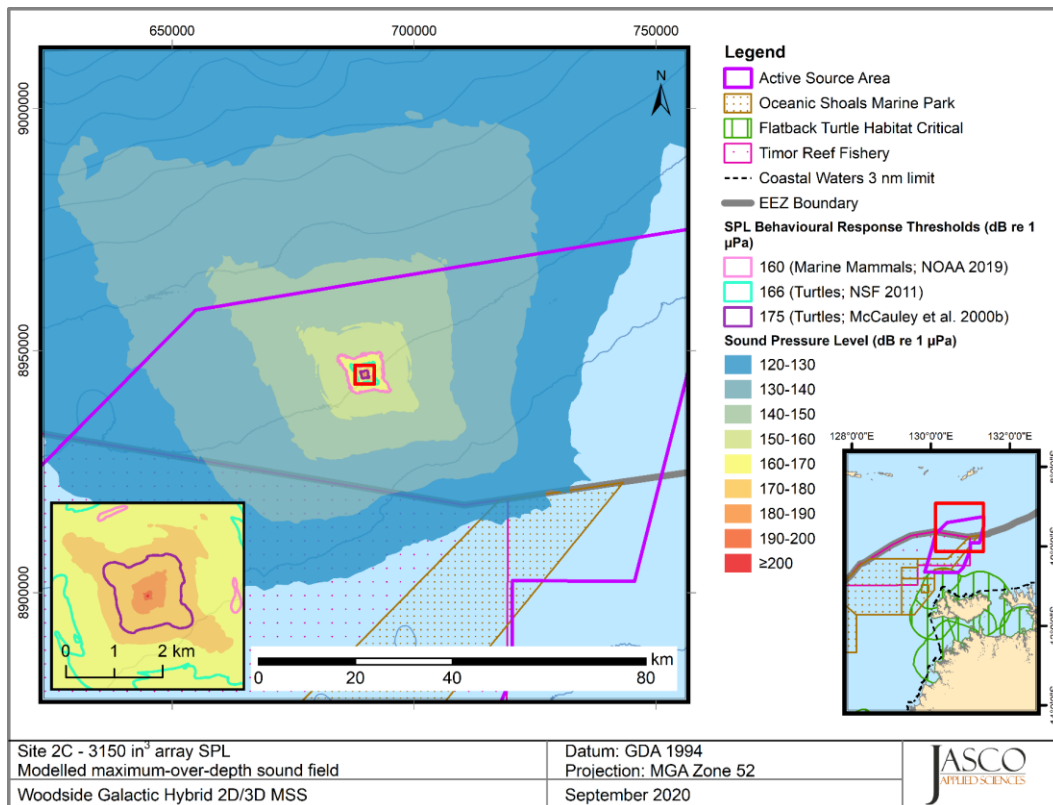 650000
700000
750000
9000000
8950000
8900000
N
0 1 2 km
0 20 40 80
km
Legend
Active Source Area
Oceanic Shoals Marine Park
Flatback Turtle Habitat Critical
Timor Reef Fishery
Coastal Waters 3 nm limit
EEZ Boundary
SPL Behavioural Response Thresholds (dB re 1
µPa)
160 (Marine Mammals; NOAA 2019)
166 (Turtles; NSF 2011)
175 (Turtles; McCauley et al. 2000b)
Sound Pressure Level (dB re 1 µPa)
120-130
130-140
140-150
150-160
160-170
170-180
180-190
190-200
≥200
128°0'0"E 130°0'0"E 132°0'0"E
Site 2C - 3150 in³ array SPL
Modelled maximum-over-depth sound field
Woodside Galactic Hybrid 2D/3D MSS
Datum: GDA 1994
Projection: MGA Zone 52
September 2020
JASCO
APPLIED SCIENCES